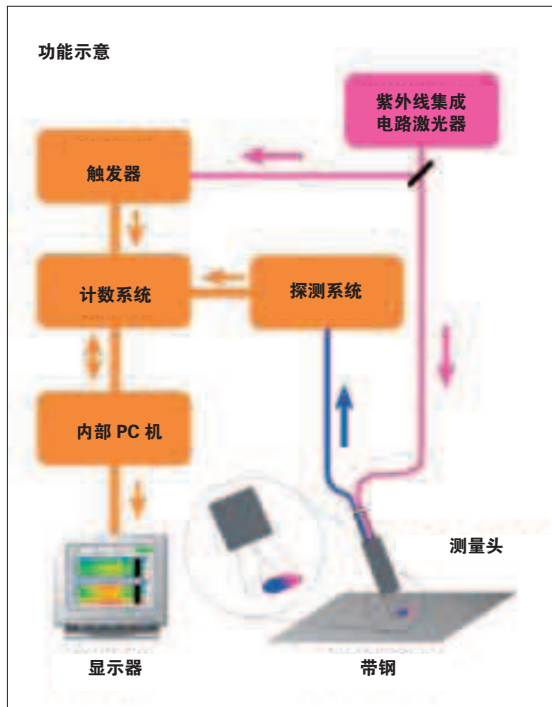 功能示意
紫外线集成
电路激光器
触发器
计数系统
探测系统
内部 PC 机
测量头
显示器
带钢